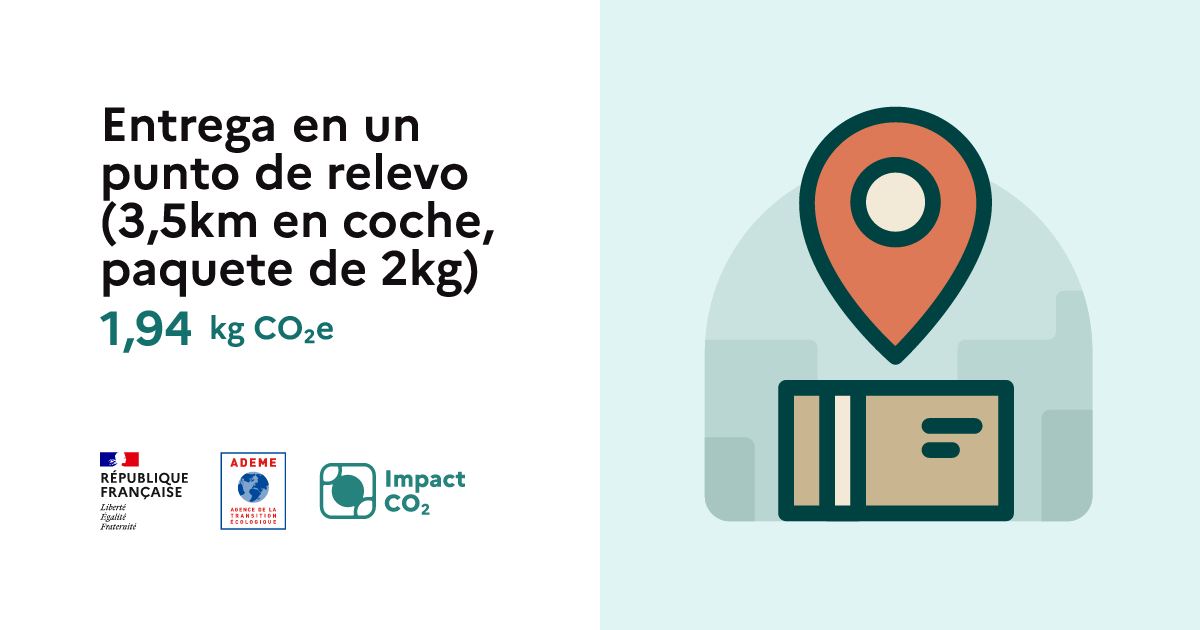 Entrega en un
punto de relevo
(3,5km en coche,
paquete de 2kg)
1,94 kg CO₂e
RÉPUBLIQUE
FRANÇAISE
Liberté
Égalité
Fraternité
ADEME
AGENCE DE LA
TRANSITION
ÉCOLOGIQUE
Impact
CO₂